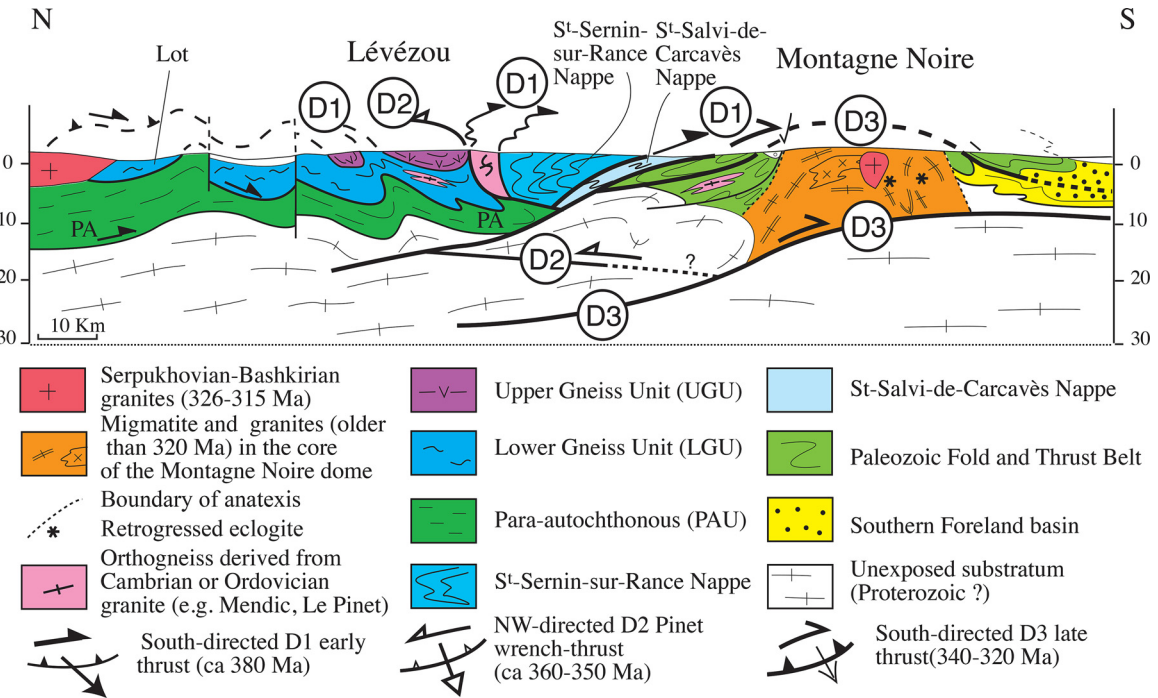 N
S
Lot
Lévézou
St-Sernin-
sur-Rance
Nappe
St-Salvi-de-
Carcavès
Nappe
Montagne Noire
D1
D2
D1
D1
D3
0
10
20
30
0
10
20
30
PA
PA
D2
?
D3
D3
10 Km
Serpukhovian-Bashkirian
granites (326-315 Ma)
Migmatite and granites (older
than 320 Ma) in the core
of the Montagne Noire dome
Boundary of anatexis
Retrogressed eclogite
Orthogneiss derived from
Cambrian or Ordovician
granite (e.g. Mendic, Le Pinet)
South-directed D1 early
thrust (ca 380 Ma)
Upper Gneiss Unit (UGU)
Lower Gneiss Unit (LGU)
Para-autochthonous (PAU)
St-Sernin-sur-Rance Nappe
NW-directed D2 Pinet
wrench-thrust
(ca 360-350 Ma)
St-Salvi-de-Carcavès Nappe
Paleozoic Fold and Thrust Belt
Southern Foreland basin
Unexposed substratum
(Proterozoic ?)
South-directed D3 late
thrust(340-320 Ma)